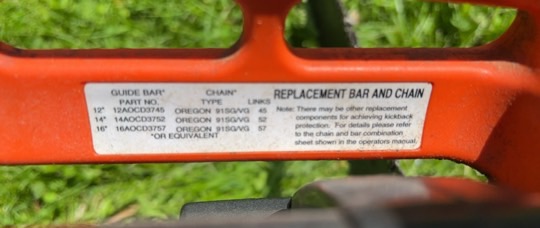 GUIDE BAR* CHAIN* REPLACEMENT BAR AND CHAIN
PART NO. TYPE LINKS
12" 12AOCD3745 OREGON 91SG/VG 45
14" 14AOCD3752 OREGON 91SG/VG 52
16" 16AOCD3757 OREGON 91SG/VG 57
*OR EQUIVALENT
Note: There may be other replacement
components for achieving kickback
protection. For details please refer
to the chain and bar combination
sheet shown in the operators manual.